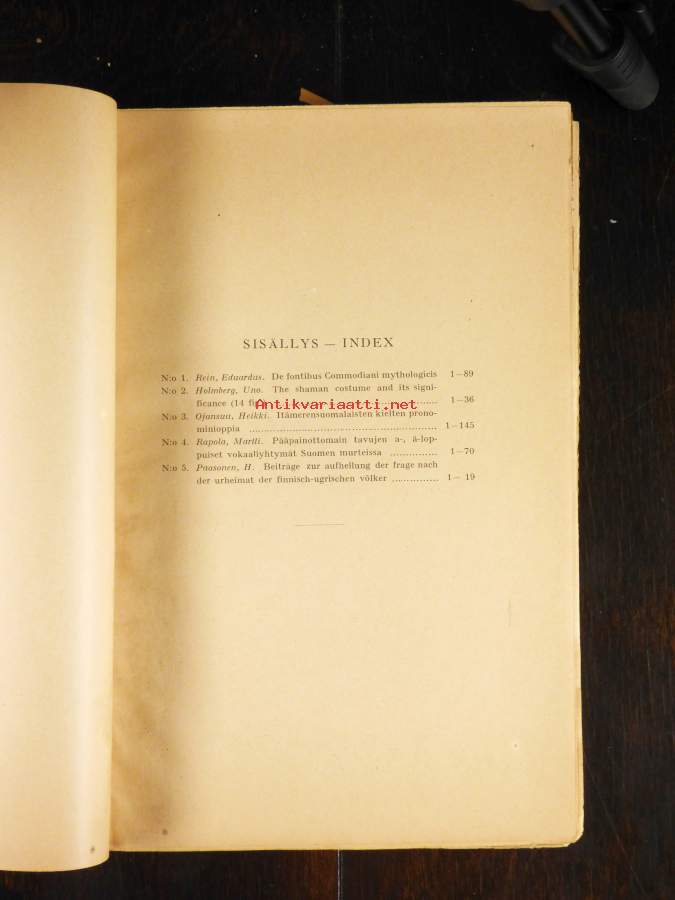 SISÄLLYS — INDEX
N:o 1. Rein, Eduardus. De fontibus Commodiani mythologicis 1—89
N:o 2. Holmberg, Uno. The shaman costume and its signi-
ficance (14 fig 1—36
Antikvariaatti.net
N:o 3. Ojansuu, Heikki. Itämerensuomalaisten kielten prono-
minioppia 1—145
N:o 4. Rapola, Martti. Pääpainottomain tavujen a-, ä-lop-
puiset vokaaliyhtymät Suomen murteissa 1—70
N:o 5. Paasonen, H. Beiträge zur aufhellung der frage nach
der urheimat der finnisch-ugrischen völker 1— 19